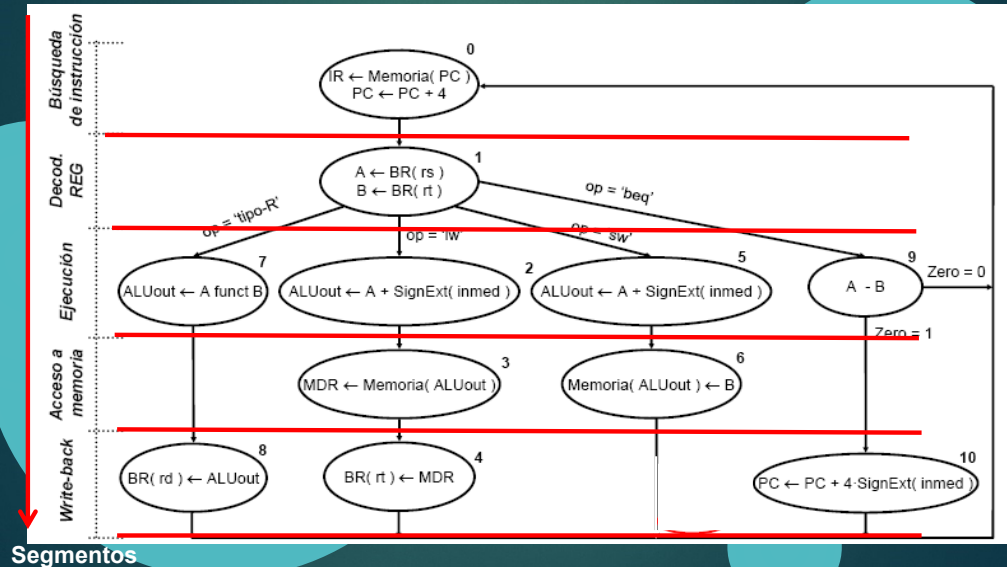 Búsqueda
de instrucción
0
IR ← Memoria( PC )
PC ← PC + 4
Decod.
REG
1
A ← BR( rs )
B ← BR( rt )
op = 'tipo-R'
op = 'lw'
op = 'sw'
op = 'beq'
Ejecución
7
ALUout ← A funct B
2
ALUout ← A + SignExt( inmed )
5
ALUout ← A + SignExt( inmed )
9
A - B
Zero = 0
Zero = 1
Acceso a
memoria
3
MDR ← Memoria( ALUout )
6
Memoria( ALUout ) ← B
Write-back
8
BR( rd ) ← ALUout
4
BR( rt ) ← MDR
10
PC ← PC + 4·SignExt( inmed )
Segmentos